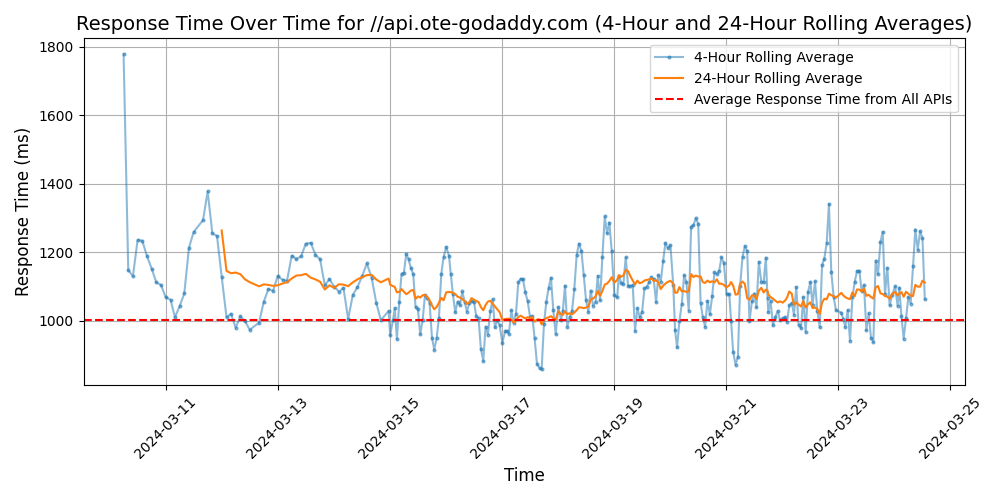 Response Time Over Time for //api.ote-godaddy.com (4-Hour and 24-Hour Rolling Averages)
4-Hour Rolling Average
24-Hour Rolling Average
Average Response Time from All APIs
Response Time (ms)
1800
1600
1400
1200
1000
2024-03-11
2024-03-13
2024-03-15
2024-03-17
2024-03-19
2024-03-21
2024-03-23
2024-03-25
Time